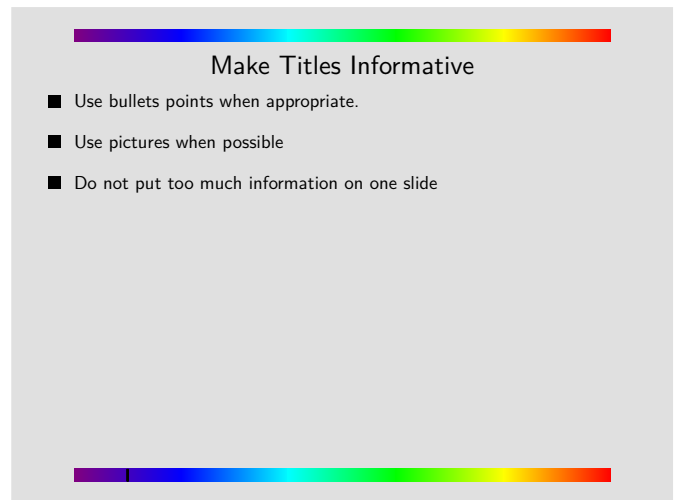 Make Titles Informative
Use bullets points when appropriate.
Use pictures when possible
Do not put too much information on one slide